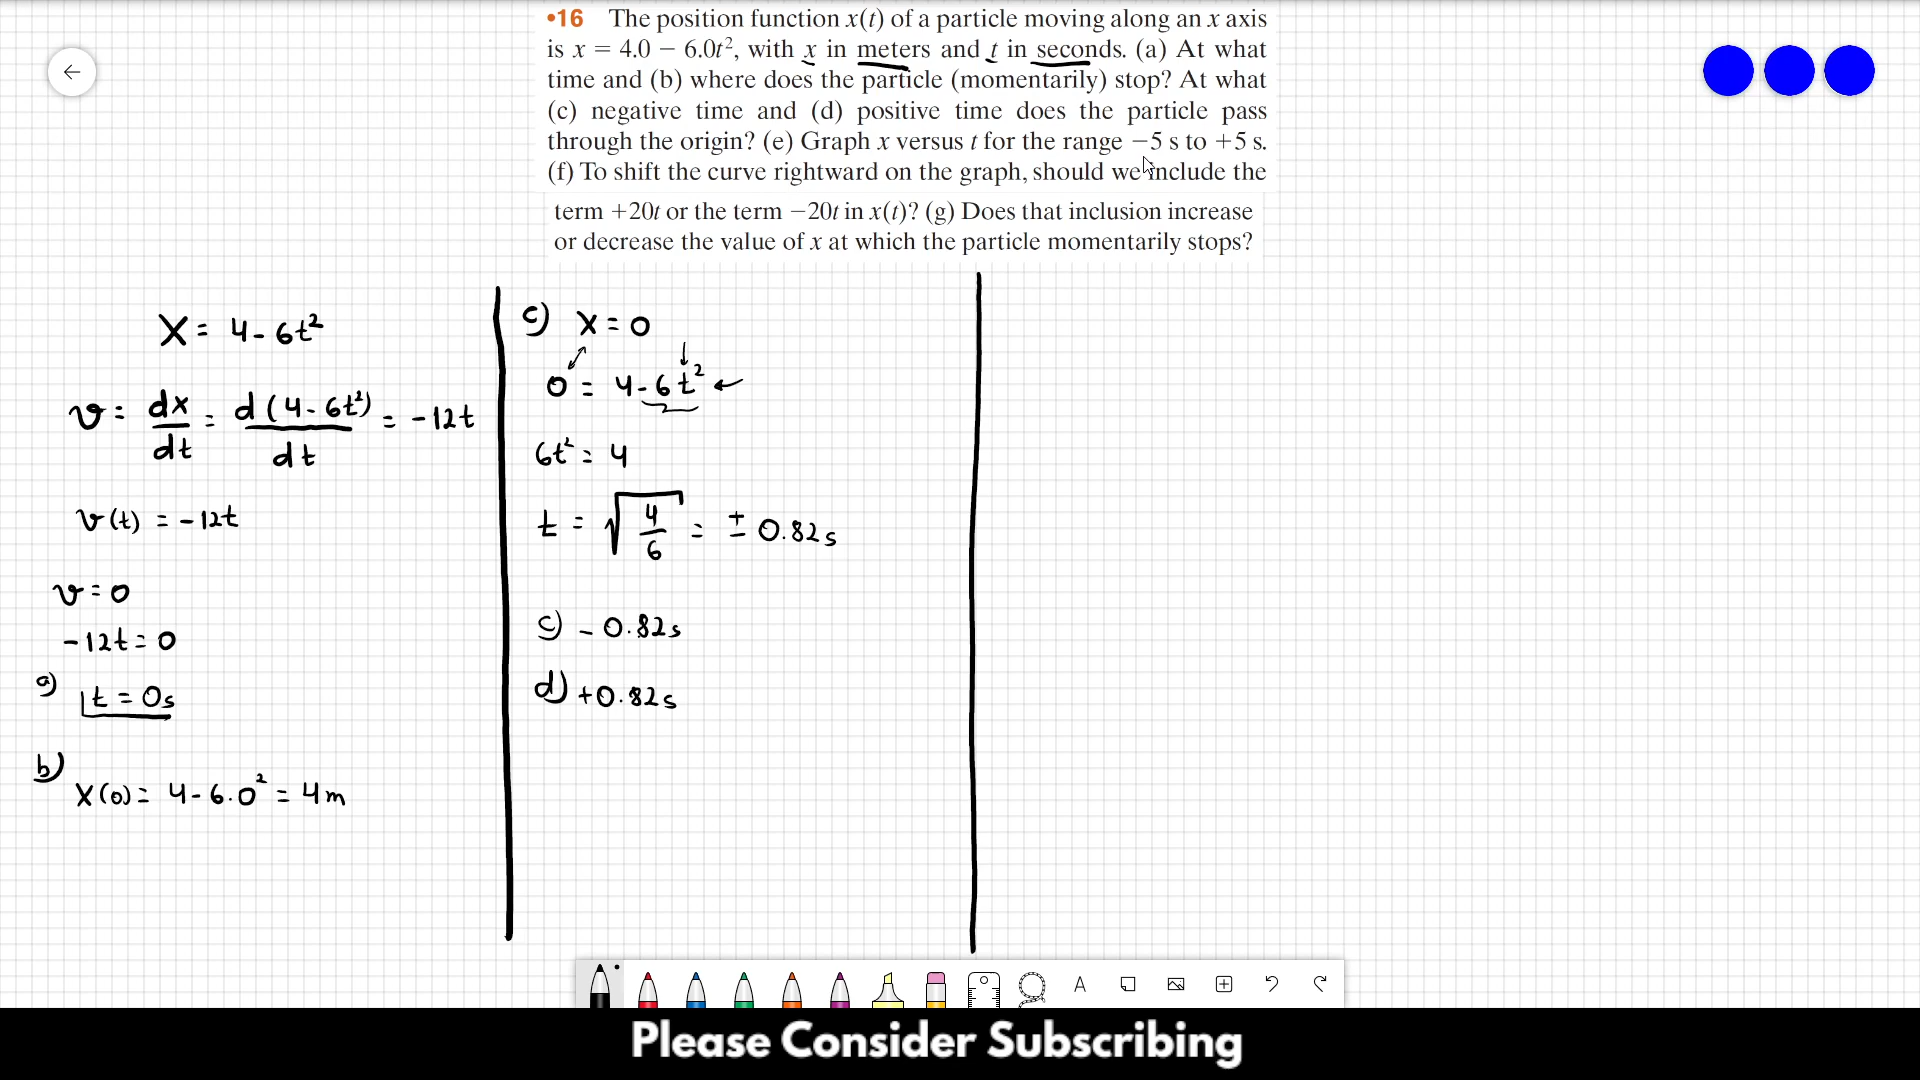 •16 The position function x(t) of a particle moving along an x axis
is x = 4.0 − 6.0t², with x in meters and t in seconds. (a) At what
time and (b) where does the particle (momentarily) stop? At what
(c) negative time and (d) positive time does the particle pass
through the origin? (e) Graph x versus t for the range −5 s to +5 s.
(f) To shift the curve rightward on the graph, should we include the
term +20t or the term −20t in x(t)? (g) Does that inclusion increase
or decrease the value of x at which the particle momentarily stops?
X = 4 - 6t²
v = dx/dt = d(4 - 6t²)/dt = -12t
v(t) = -12t
v = 0
-12t = 0
a) t = 0s
b)
X(0) = 4 - 6.0² = 4m
c) X = 0
0 = 4 - 6t²
6t² = 4
t = √4/6 = ± 0.82s
c) - 0.82s
d) +0.82s
A
Please Consider Subscribing